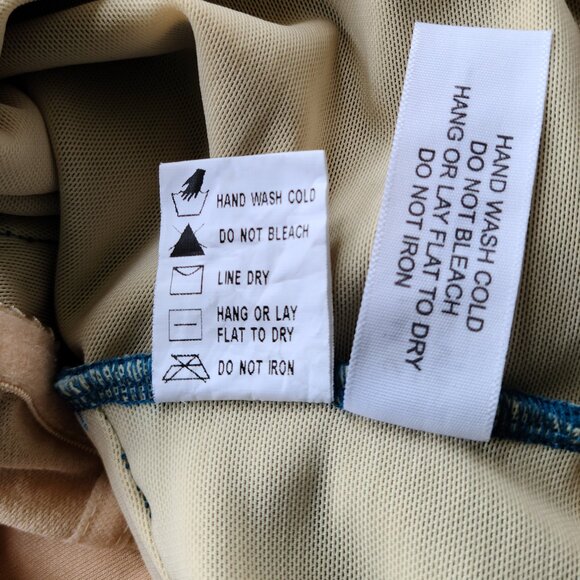 HAND WASH COLD
DO NOT BLEACH
LINE DRY
HANG OR LAY
FLAT TO DRY
DO NOT IRON
HAND WASH COLD
DO NOT BLEACH
HANG OR LAY FLAT TO DRY
DO NOT IRON